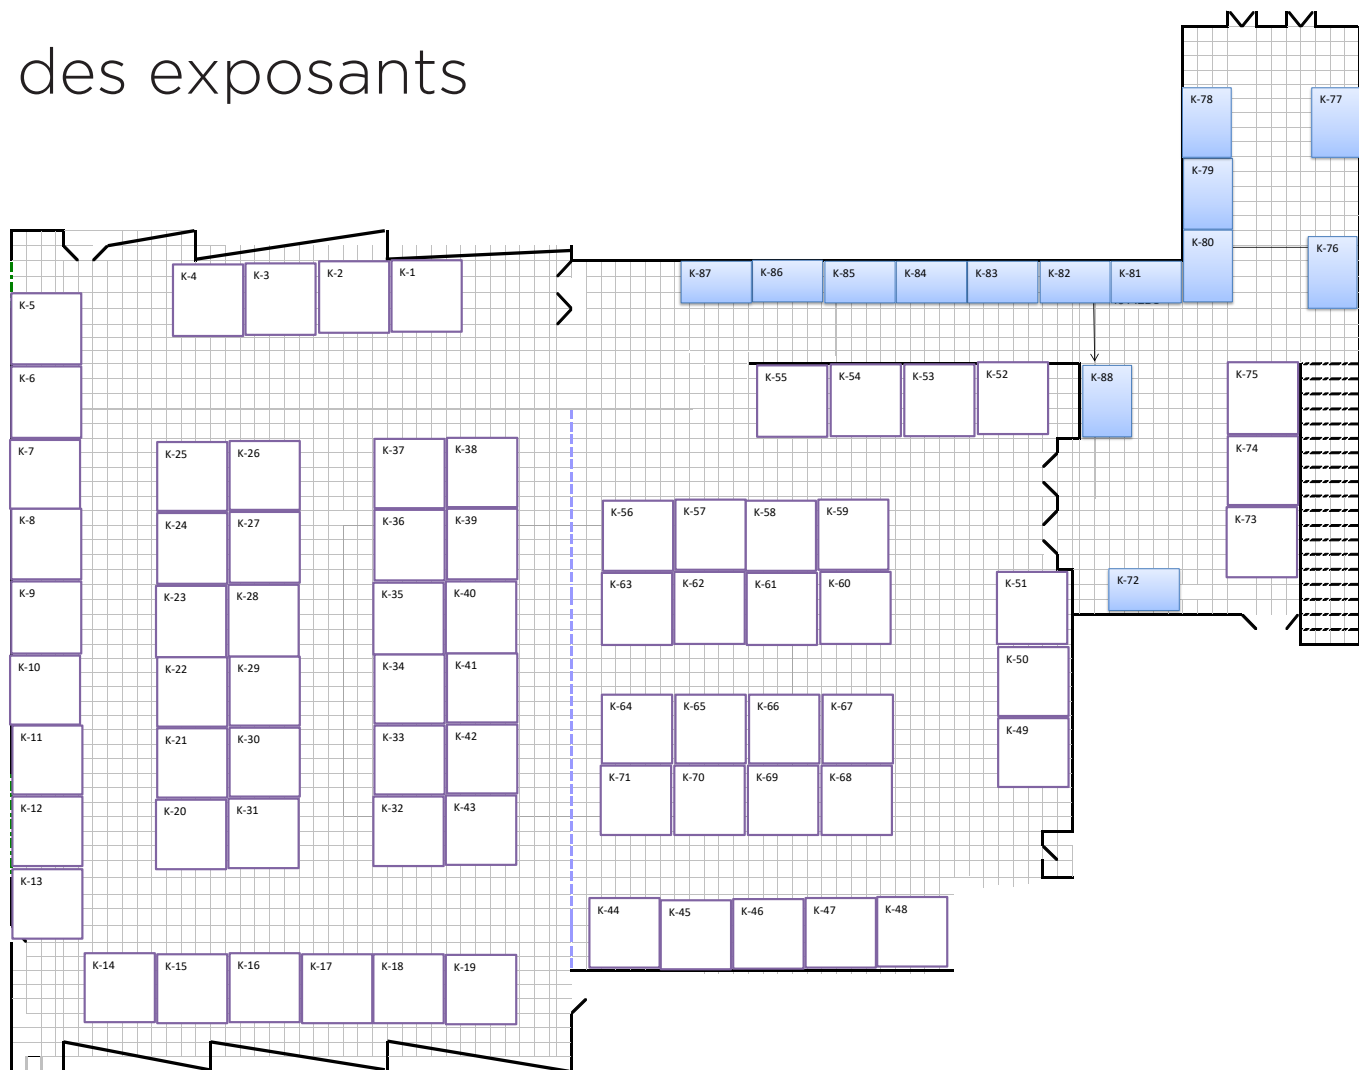 des exposants
K-78 K-77
K-79
K-80 K-76
K-4 K-3 K-2 K-1 K-87 K-86 K-85 K-84 K-83 K-82 K-81
K-5
K-6 K-55 K-54 K-53 K-52 K-88 K-75
K-7 K-25 K-26 K-37 K-38 K-74
K-8 K-24 K-27 K-36 K-39 K-56 K-57 K-58 K-59 K-73
K-9 K-23 K-28 K-35 K-40 K-63 K-62 K-61 K-60 K-51 K-72
K-10 K-22 K-29 K-34 K-41 K-50
K-11 K-21 K-30 K-33 K-42 K-64 K-65 K-66 K-67 K-49
K-12 K-20 K-31 K-32 K-43 K-71 K-70 K-69 K-68
K-13 K-44 K-45 K-46 K-47 K-48
K-14 K-15 K-16 K-17 K-18 K-19